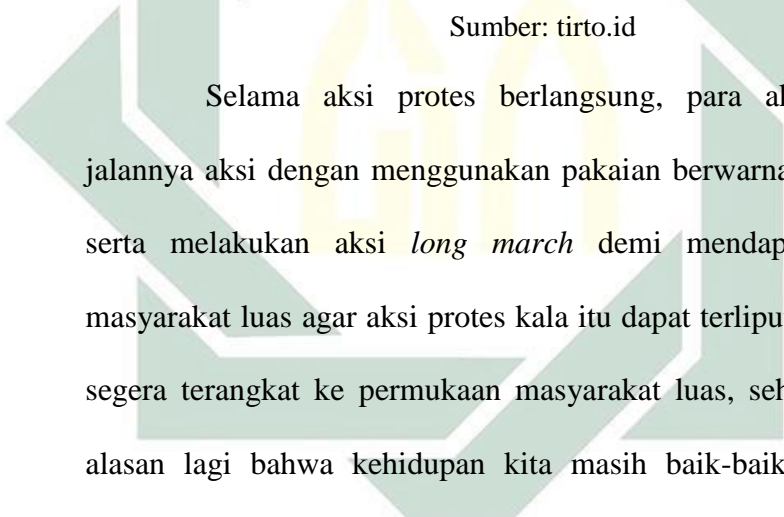 Sumber: tirto.id
Selama aksi protes berlangsung, para
jalannya aksi dengan menggunakan pakaian berwarna
serta melakukan aksi long march demi
masyarakat luas agar aksi protes kala itu dapat
segera terangkat ke permukaan masyarakat luas,
alasan lagi bahwa kehidupan kita masih baik-baik